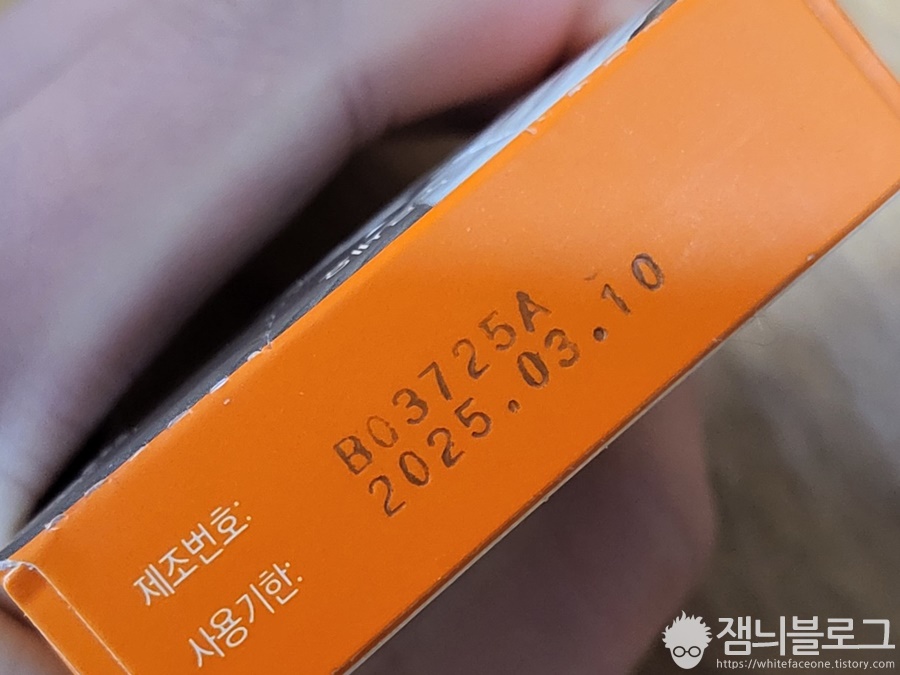 제조번호: B03725A
사용기한: 2025.03.10
잼늬블로그
https://whitefaceone.tistory.com